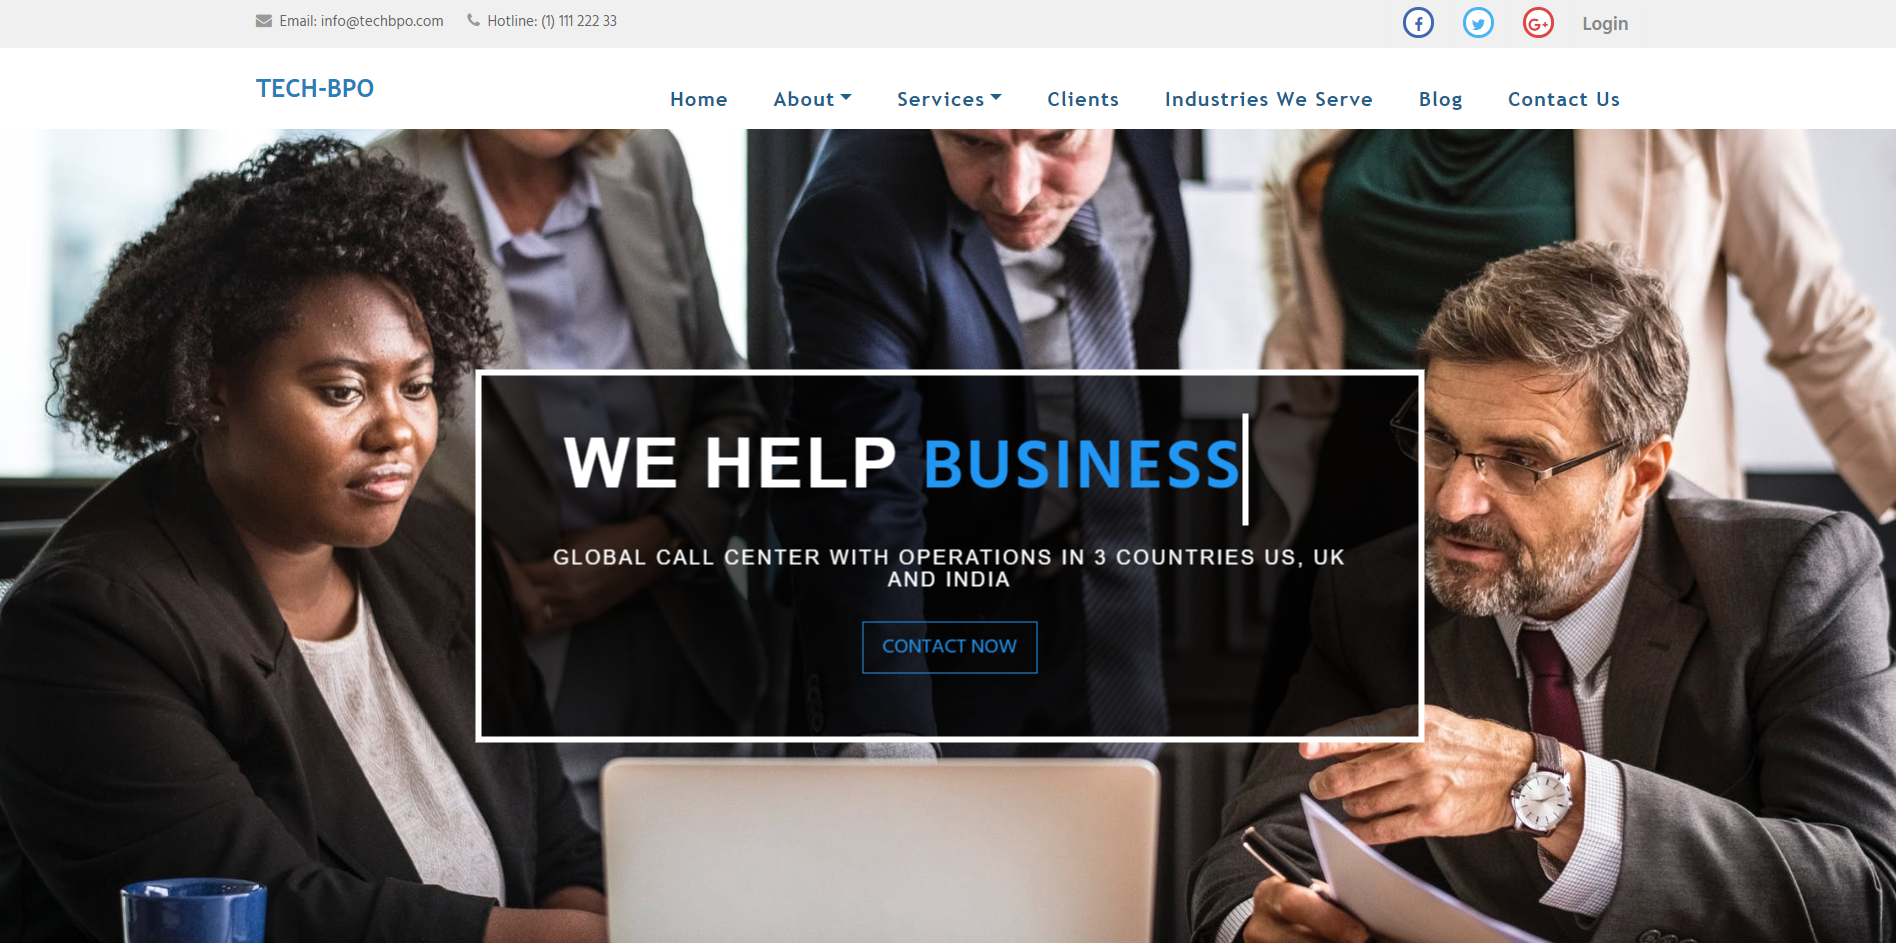 Email: info@techbpo.com Hotline: (1) 111 222 33 Login
TECH-BPO
Home About Services Clients Industries We Serve Blog Contact Us
WE HELP BUSINESS
GLOBAL CALL CENTER WITH OPERATIONS IN 3 COUNTRIES US, UK
AND INDIA
CONTACT NOW